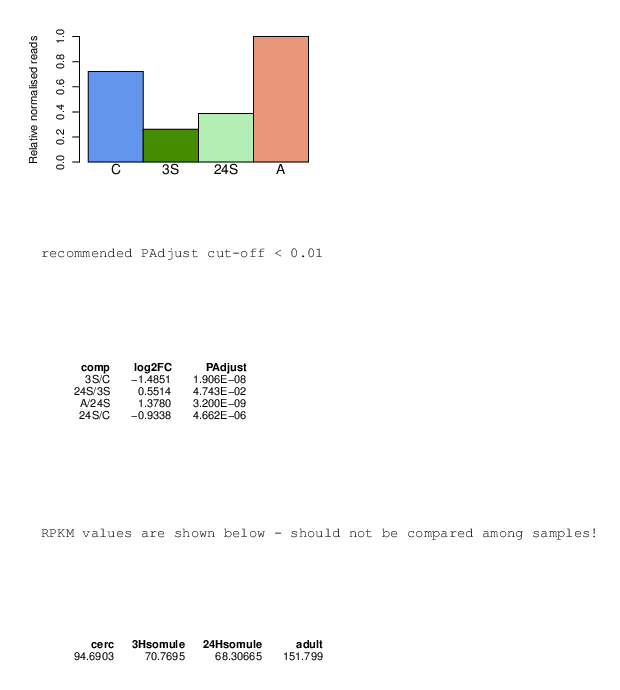 Relative normalised reads
1.0
0.8
0.6
0.4
0.2
0.0
C 3S 24S A
recommended PAdjust cut-off < 0.01
comp log2FC PAdjust
3S/C −1.4851 1.906E−08
24S/3S 0.5514 4.743E−02
A/24S 1.3780 3.200E−09
24S/C −0.9338 4.662E−06
RPKM values are shown below - should not be compared among samples!
cerc 3Hsomule 24Hsomule adult
94.6903 70.7695 68.30665 151.799